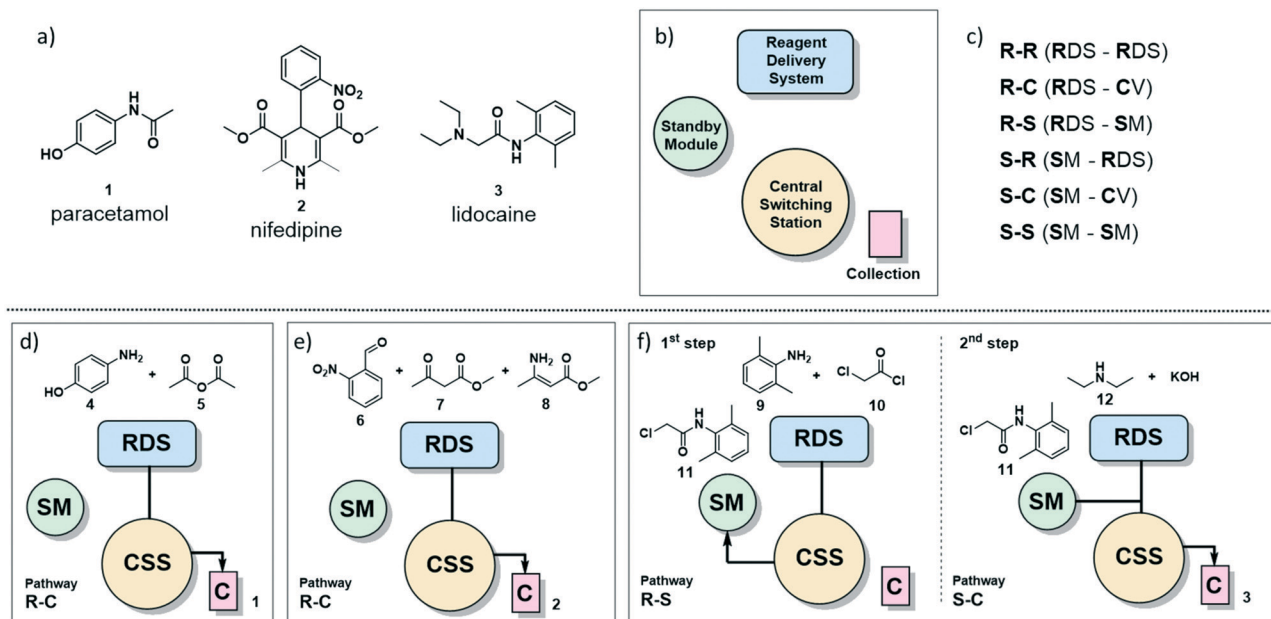 a)
HO
H
N
O
1
paracetamol
NO₂
O
O
O
O
N
H
2
nifedipine
N
O
N
H
3
lidocaine
b)
Reagent
Delivery
System
Standby
Module
Central
Switching
Station
Collection
c)
R-R (RDS - RDS)
R-C (RDS - CV)
R-S (RDS - SM)
S-R (SM - RDS)
S-C (SM - CV)
S-S (SM - SM)
d)
NH₂
HO
4
+
O
O
O
5
RDS
SM
CSS
C
Pathway
R-C
1
e)
O
O₂N
6
+
O
O
O
7
+
NH₂
O
O
8
RDS
SM
CSS
C
Pathway
R-C
2
f)
1st step
NH₂
9
+
Cl
O
Cl
10
Cl
H
N
O
11
RDS
SM
CSS
C
Pathway
R-S
2nd step
H
N
12
+
KOH
Cl
H
N
O
11
RDS
SM
CSS
C
Pathway
S-C
3